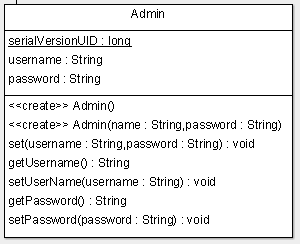 Admin
serialVersionUID : long
username : String
password : String
<<create>> Admin()
<<create>> Admin(name : String,password : String)
set(username : String,password : String) : void
getUsername() : String
setUserName(username : String) : void
getPassword() : String
setPassword(password : String) : void